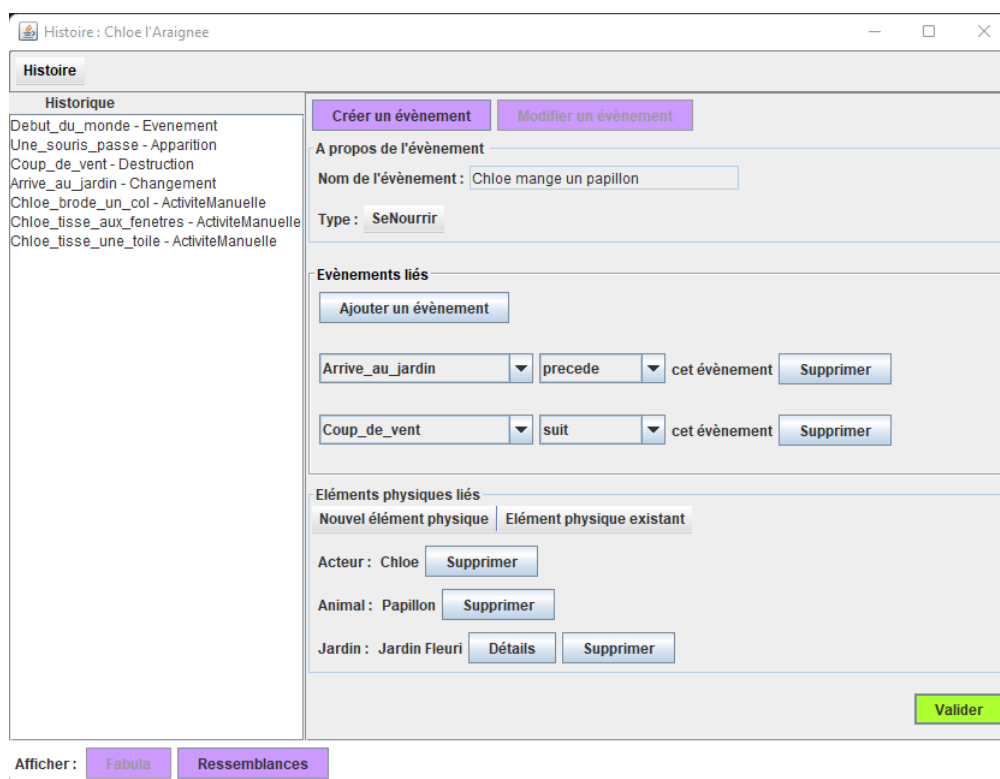 Histoire : Chloe l'Araignee
Histoire
Historique
Debut_du_monde - Evenement
Une_souris_passe - Apparition
Coup_de_vent - Destruction
Arrive_au_jardin - Changement
Chloe_brode_un_col - ActiviteManuelle
Chloe_tisse_aux_fenetres - ActiviteManuelle
Chloe_tisse_une_toile - ActiviteManuelle
Créer un évènement Modifier un évènement
A propos de l'évènement
Nom de l'évènement : Chloe mange un papillon
Type : SeNourrir
Evènements liés
Ajouter un évènement
Arrive_au_jardin precede cet évènement Supprimer
Coup_de_vent suit cet évènement Supprimer
Eléments physiques liés
Nouvel élément physique Elément physique existant
Acteur : Chloe Supprimer
Animal : Papillon Supprimer
Jardin : Jardin Fleuri Détails Supprimer
Valider
Afficher : Fabula Ressemblances